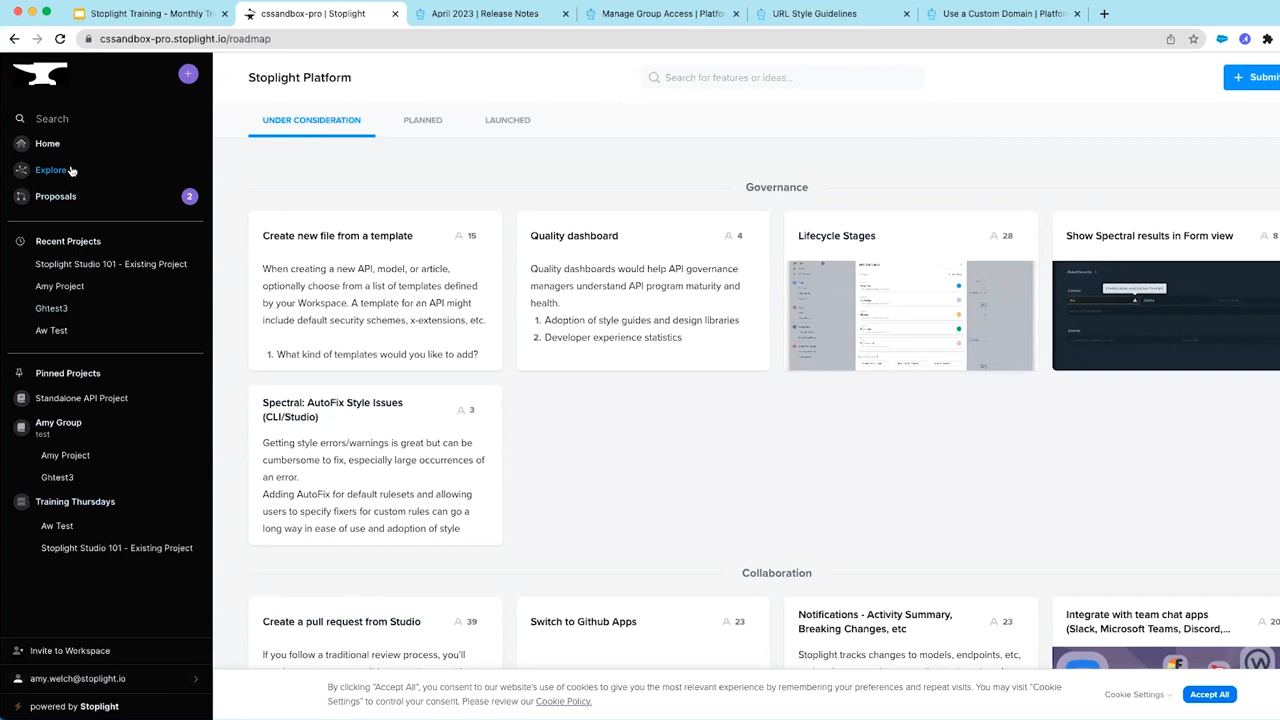 Stoplight Training - Monthly Tr
cssandbox-pro | Stoplight
April 2023 | Release Notes
Manage Group Access | Platfor
URL Style Guidelines
Use a Custom Domain | Platfo
cssandbox-pro.stoplight.io/roadmap
Search
Home
Explore
Proposals
2
Recent Projects
Stoplight Studio 101 - Existing Project
Amy Project
Ghtest3
Aw Test
Pinned Projects
Standalone API Project
Amy Group
test
Amy Project
Ghtest3
Training Thursdays
Aw Test
Stoplight Studio 101 - Existing Project
Invite to Workspace
amy.welch@stoplight.io
powered by Stoplight
Stoplight Platform
Search for features or ideas...
+ Submi
UNDER CONSIDERATION
PLANNED
LAUNCHED
Governance
Create new file from a template
15
When creating a new API, model, or article,
optionally choose from a list of templates defined
by your Workspace. A template for an API might
include default security schemes, x-extensions, etc.
1. What kind of templates would you like to add?
Quality dashboard
4
Quality dashboards would help API governance
managers understand API program maturity and
health.
1. Adoption of style guides and design libraries
2. Developer experience statistics
Lifecycle Stages
28
Show Spectral results in Form view
8
Spectral: AutoFix Style Issues
(CLI/Studio)
3
Getting style errors/warnings is great but can be
cumbersome to fix, especially large occurrences of
an error.
Adding AutoFix for default rulesets and allowing
users to specify fixers for custom rules can go a
long way in ease of use and adoption of style
Collaboration
Create a pull request from Studio
39
If you follow a traditional review process, you'll
Switch to Github Apps
23
Notifications - Activity Summary,
Breaking Changes, etc
23
Stoplight tracks changes to models, endpoints, etc,
Integrate with team chat apps
(Slack, Microsoft Teams, Discord,...
20
By clicking "Accept All", you consent to our website's use of cookies to give you the most relevant experience by remembering your preferences and repeat visits. You may visit "Cookie
Settings" to control your consent. Please review our Cookie Policy.
Cookie Settings
Accept All